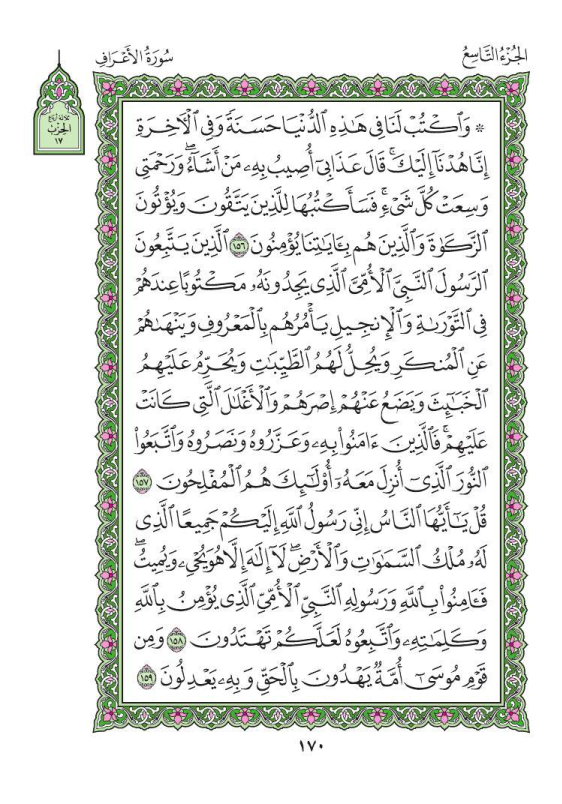 الجُزْءُ التَّاسِعُ
سُورَةُ الأَعْرَافِ
ثلاثة أرباع
الحزب
١٧
۞ وَٱكْتُبْ لَنَا فِي هَٰذِهِ ٱلدُّنْيَا حَسَنَةً وَفِي ٱلْأٓخِرَةِ
إِنَّا هُدْنَآ إِلَيْكَۚ قَالَ عَذَابِيٓ أُصِيبُ بِهِۦ مَنْ أَشَآءُۖ وَرَحْمَتِي
وَسِعَتْ كُلَّ شَيْءٍۚ فَسَأَكْتُبُهَا لِلَّذِينَ يَتَّقُونَ وَيُؤْتُونَ
ٱلزَّكَوٰةَ وَٱلَّذِينَ هُم بِـَٔايَٰتِنَا يُؤْمِنُونَ ١٥٦ ٱلَّذِينَ يَتَّبِعُونَ
ٱلرَّسُولَ ٱلنَّبِيَّ ٱلْأُمِّيَّ ٱلَّذِي يَجِدُونَهُۥ مَكْتُوبًا عِندَهُمْ
فِي ٱلتَّوْرَىٰةِ وَٱلْإِنجِيلِ يَأْمُرُهُم بِٱلْمَعْرُوفِ وَيَنْهَىٰهُمْ
عَنِ ٱلْمُنكَرِ وَيُحِلُّ لَهُمُ ٱلطَّيِّبَٰتِ وَيُحَرِّمُ عَلَيْهِمُ
ٱلْخَبَٰٓئِثَ وَيَضَعُ عَنْهُمْ إِصْرَهُمْ وَٱلْأَغْلَٰلَ ٱلَّتِي كَانَتْ
عَلَيْهِمْۚ فَٱلَّذِينَ ءَامَنُوا۟ بِهِۦ وَعَزَّرُوهُ وَنَصَرُوهُ وَٱتَّبَعُوا۟
ٱلنُّورَ ٱلَّذِيٓ أُنزِلَ مَعَهُۥٓ أُو۟لَٰٓئِكَ هُمُ ٱلْمُفْلِحُونَ ١٥٧
قُلْ يَٰٓأَيُّهَا ٱلنَّاسُ إِنِّي رَسُولُ ٱللَّهِ إِلَيْكُمْ جَمِيعًا ٱلَّذِي
لَهُۥ مُلْكُ ٱلسَّمَٰوَٰتِ وَٱلْأَرْضِۖ لَآ إِلَٰهَ إِلَّا هُوَ يُحْيِۦ وَيُمِيتُۖ
فَـَٔامِنُوا۟ بِٱللَّهِ وَرَسُولِهِ ٱلنَّبِيِّ ٱلْأُمِّيِّ ٱلَّذِي يُؤْمِنُ بِٱللَّهِ
وَكَلِمَٰتِهِۦ وَٱتَّبِعُوهُ لَعَلَّكُمْ تَهْتَدُونَ ١٥٨ وَمِن
قَوْمِ مُوسَىٰٓ أُمَّةٌ يَهْدُونَ بِٱلْحَقِّ وَبِهِۦ يَعْدِلُونَ ١٥٩
١٧٠